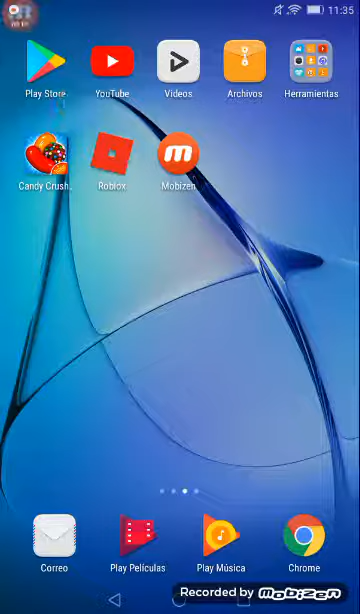 11:35
Play Store
YouTube
Videos
Archivos
Herramientas
Candy Crush..
Roblox
Mobizen
Correo
Play Películas
Play Música
Chrome
Recorded by Mobizen